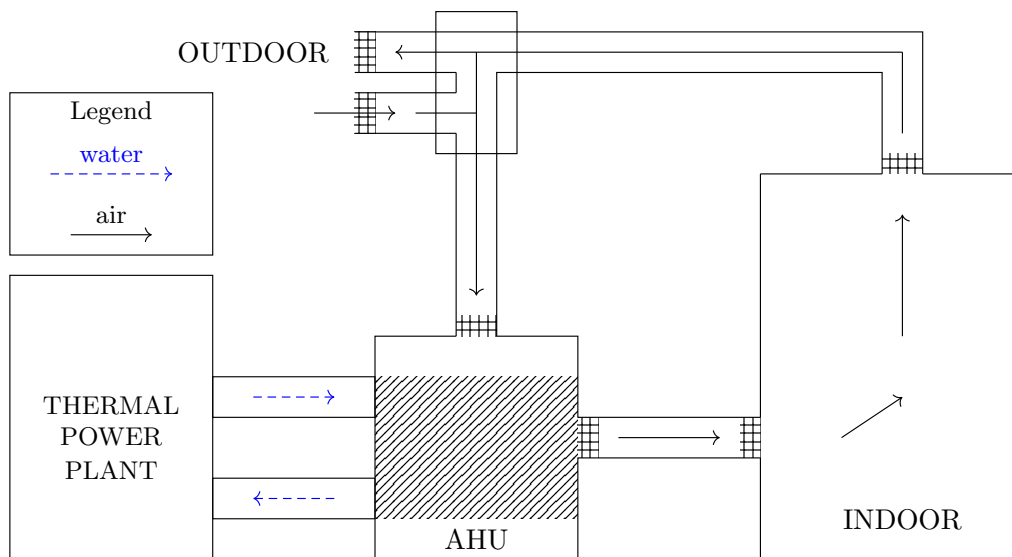 OUTDOOR
Legend
water
air
THERMAL
POWER
PLANT
AHU
INDOOR